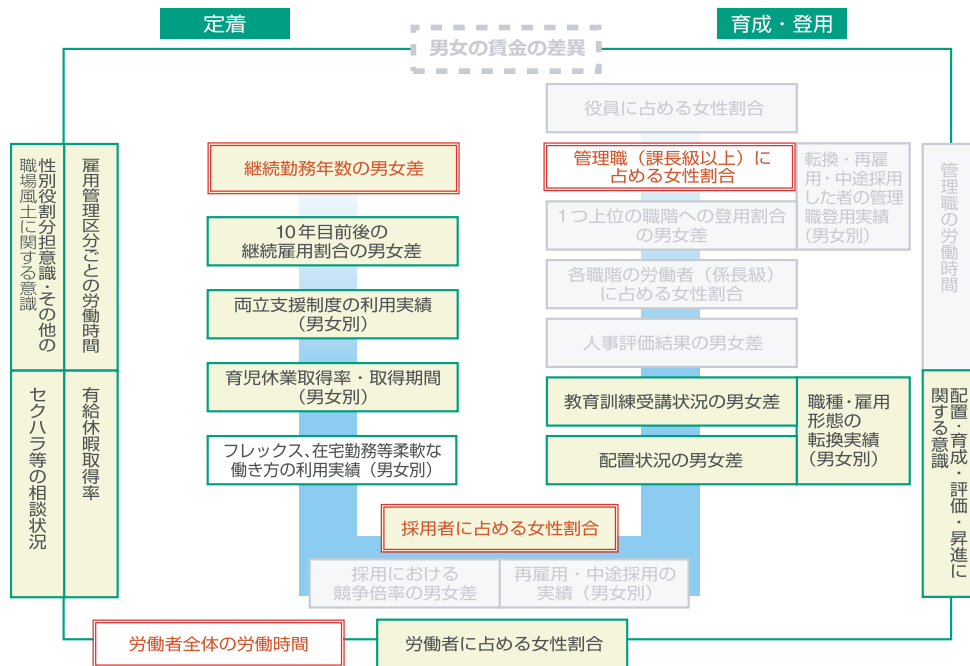 定着
育成・登用
男女の賃金の差異
役員に占める女性割合
性別役割分担意識・その他の
職場風土に関する意識
雇用管理区分ごとの労働時間
継続勤務年数の男女差
管理職（課長級以上）に
占める女性割合
転換・再雇
用・中途採用
した者の管理
職登用実績
（男女別）
管理職の労働時間
10年目前後の
継続雇用割合の男女差
1つ上位の職階への登用割合
の男女差
両立支援制度の利用実績
（男女別）
各職階の労働者（係長級）
に占める女性割合
人事評価結果の男女差
セクハラ等の相談状況
有給休暇取得率
育児休業取得率・取得期間
（男女別）
教育訓練受講状況の男女差
職種・雇用
形態の
転換実績
（男女別）
配置・育成・評価・昇進に
関する意識
フレックス、在宅勤務等柔軟な
働き方の利用実績（男女別）
配置状況の男女差
採用者に占める女性割合
採用における
競争倍率の男女差
再雇用・中途採用の
実績（男女別）
労働者全体の労働時間
労働者に占める女性割合